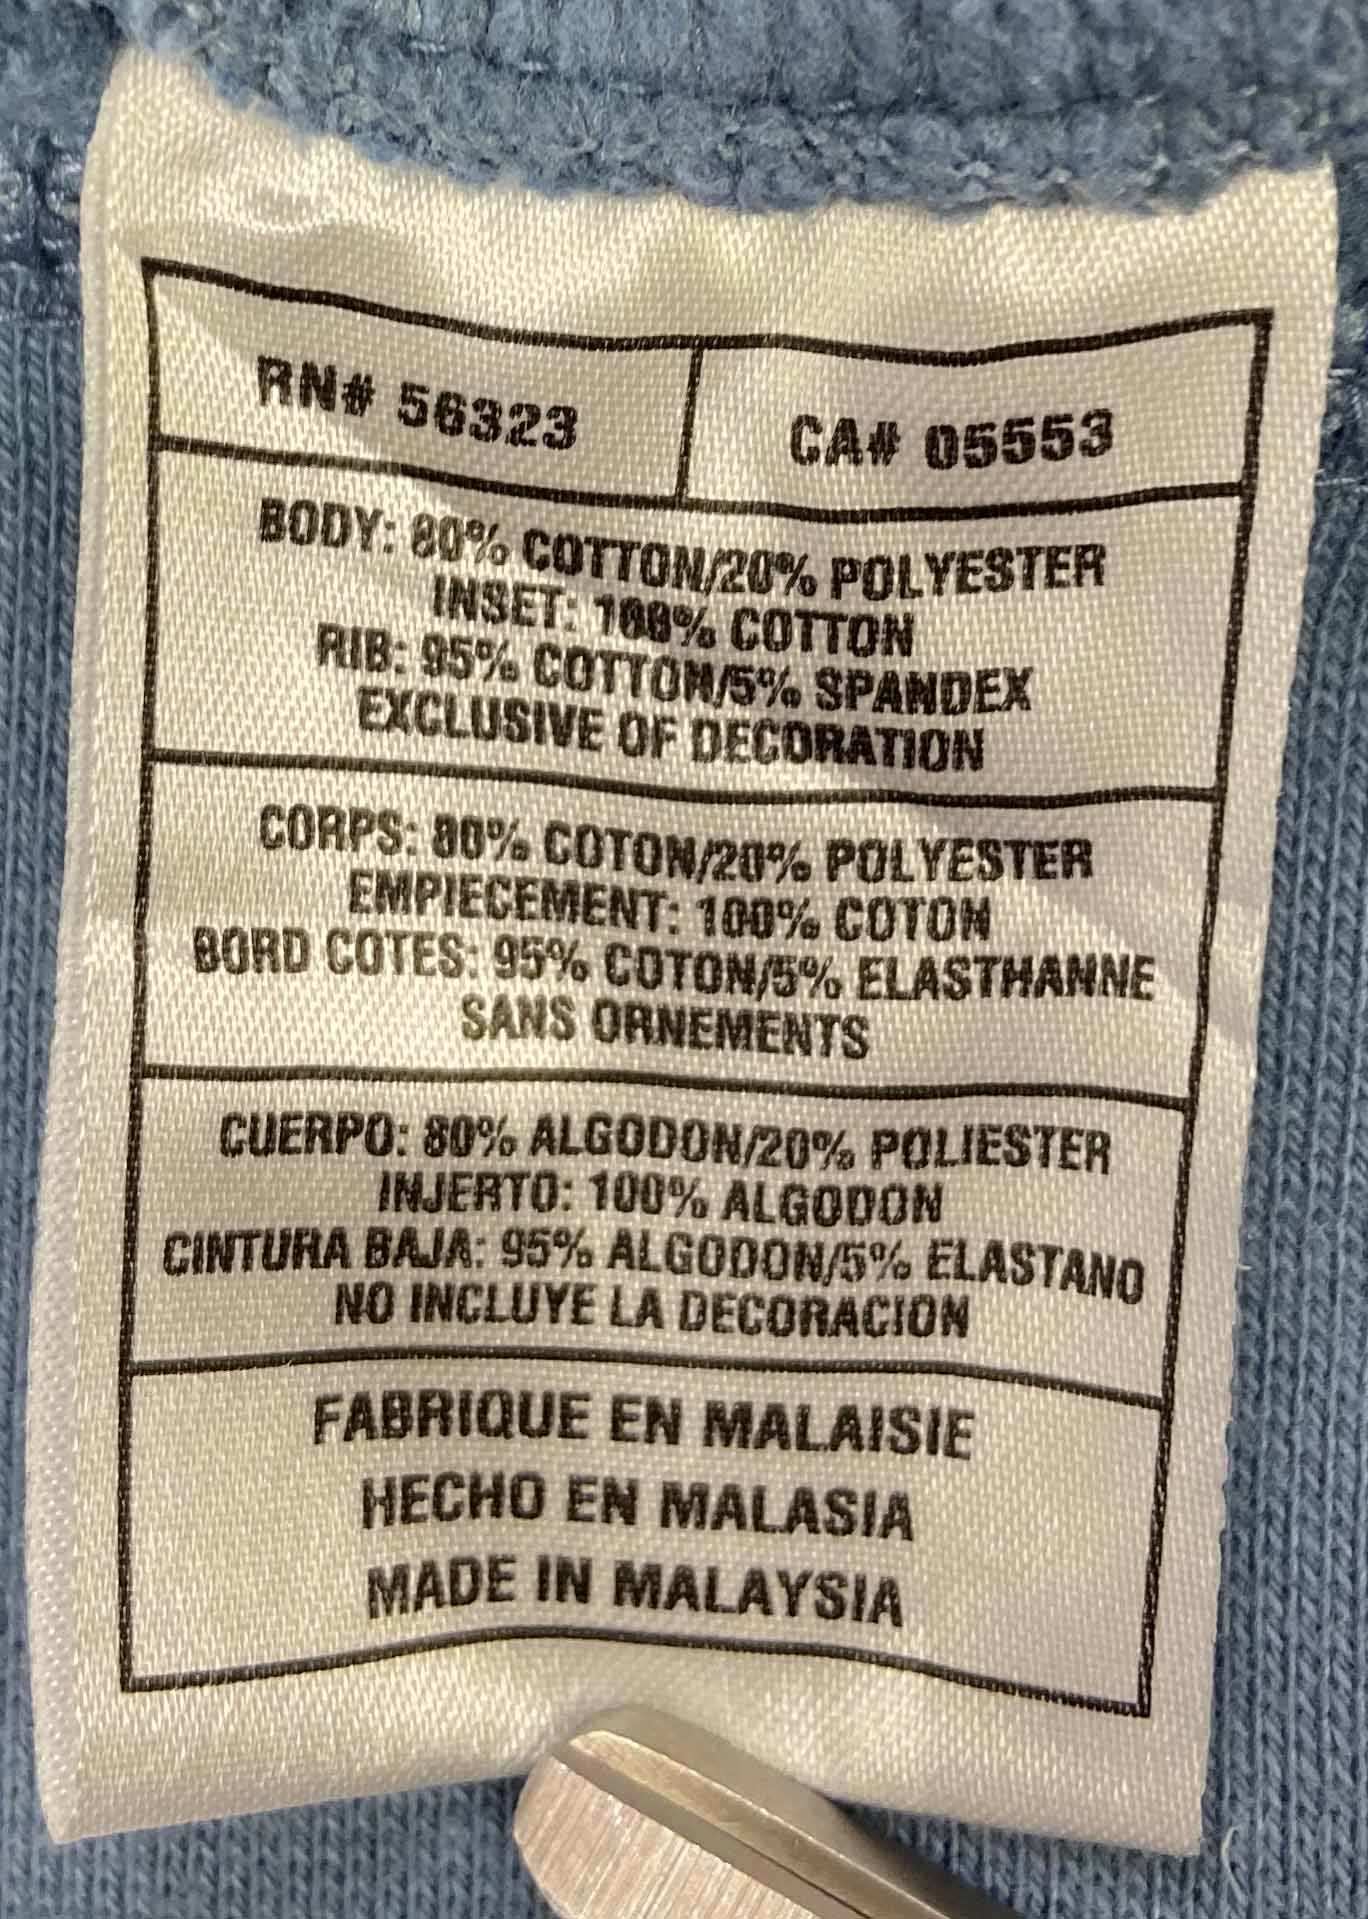 RN# 56323
CA# 05553
BODY: 80% COTTON/20% POLYESTER
INSET: 100% COTTON
RIB: 95% COTTON/5% SPANDEX
EXCLUSIVE OF DECORATION
CORPS: 80% COTON/20% POLYESTER
EMPIECEMENT: 100% COTON
BORD COTES: 95% COTON/5% ELASTHANNE
SANS ORNEMENTS
CUERPO: 80% ALGODON/20% POLIESTER
INJERTO: 100% ALGODON
CINTURA BAJA: 95% ALGODON/5% ELASTANO
NO INCLUYE LA DECORACION
FABRIQUE EN MALAISIE
HECHO EN MALASIA
MADE IN MALAYSIA